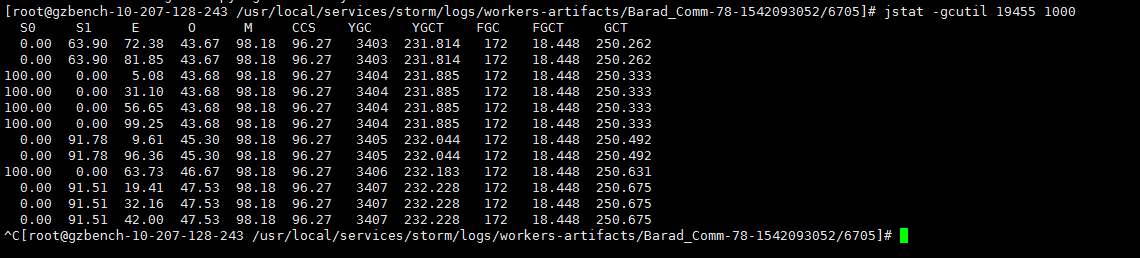 [root@gzbench-10-207-128-243 /usr/local/services/storm/logs/workers-artifacts/Barad_Comm-78-1542093052/6705]# jstat -gcutil 19455 1000
S0 S1 E O M CCS YGC YGCT FGC FGCT GCT
0.00 63.90 72.38 43.67 98.18 96.27 3403 231.814 172 18.448 250.262
0.00 63.90 81.85 43.67 98.18 96.27 3403 231.814 172 18.448 250.262
100.00 0.00 5.08 43.68 98.18 96.27 3404 231.885 172 18.448 250.333
100.00 0.00 31.10 43.68 98.18 96.27 3404 231.885 172 18.448 250.333
100.00 0.00 56.65 43.68 98.18 96.27 3404 231.885 172 18.448 250.333
100.00 0.00 99.25 43.68 98.18 96.27 3404 231.885 172 18.448 250.333
0.00 91.78 9.61 45.30 98.18 96.27 3405 232.044 172 18.448 250.492
0.00 91.78 96.36 45.30 98.18 96.27 3405 232.044 172 18.448 250.492
100.00 0.00 63.73 46.67 98.18 96.27 3406 232.183 172 18.448 250.631
0.00 91.51 19.41 47.53 98.18 96.27 3407 232.228 172 18.448 250.675
0.00 91.51 32.16 47.53 98.18 96.27 3407 232.228 172 18.448 250.675
0.00 91.51 42.00 47.53 98.18 96.27 3407 232.228 172 18.448 250.675
^C[root@gzbench-10-207-128-243 /usr/local/services/storm/logs/workers-artifacts/Barad_Comm-78-1542093052/6705]#